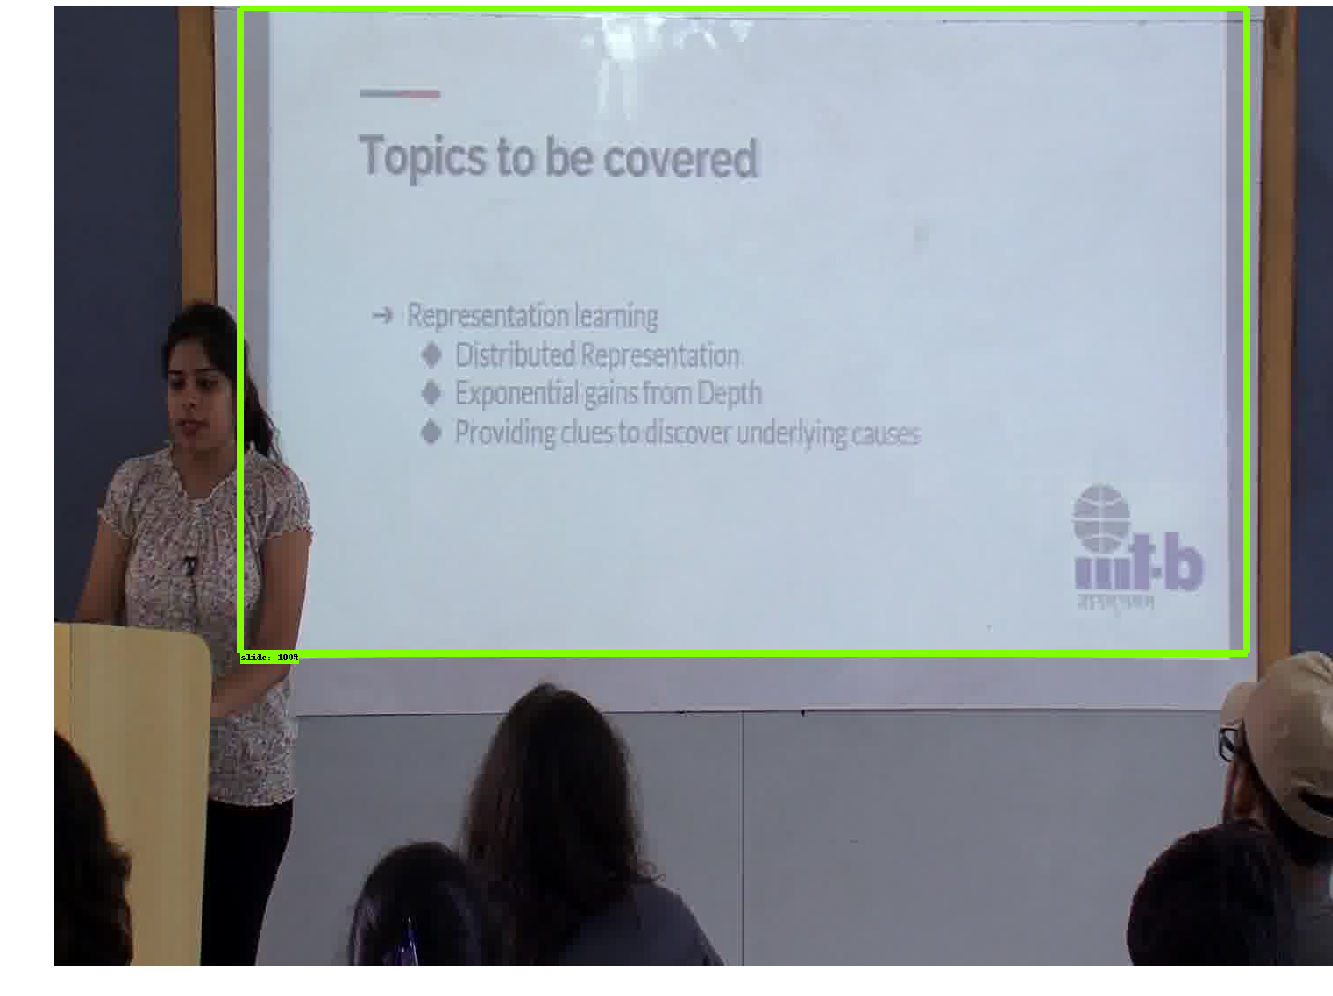 Topics to be covered
➔ Representation learning
◆ Distributed Representation
◆ Exponential gains from Depth
◆ Providing clues to discover underlying causes
iiit-b
slide: 100%